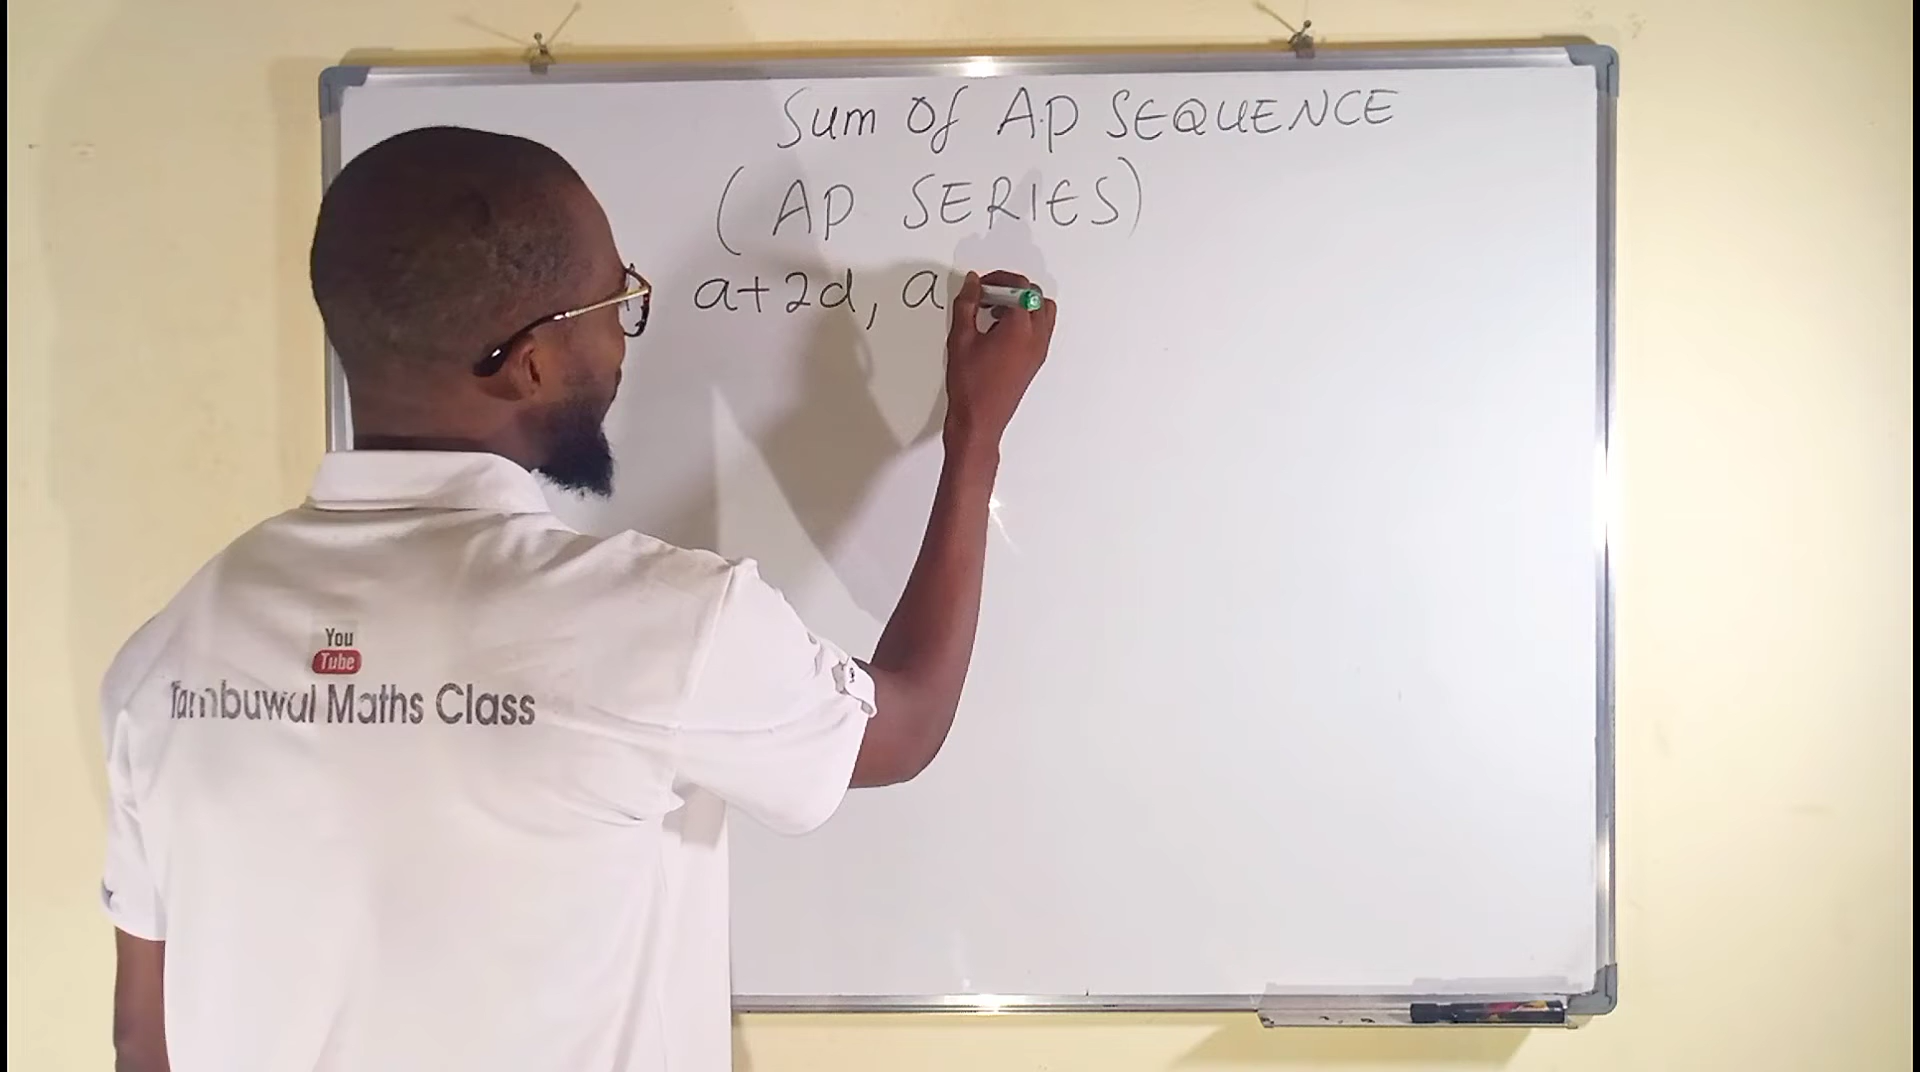 Sum Of A.P SEQUENCE
(AP SERIES)
a+2d, a
You
Tube
Tambuwal Maths Class